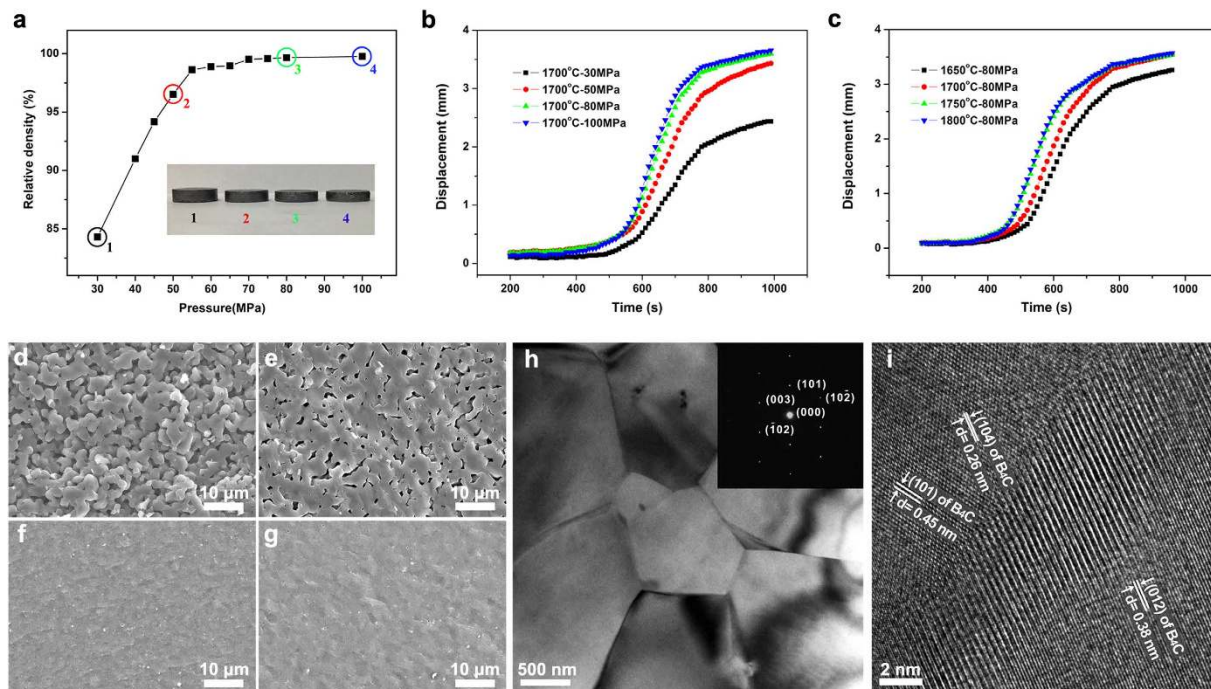 a
Relative density (%)
100
95
90
85
30 40 50 60 70 80 90 100
Pressure(MPa)
1
2
3
4
1 2 3 4
b
Displacement (mm)
4
3
2
1
0
200 400 600 800 1000
Time (s)
1700°C-30MPa
1700°C-50MPa
1700°C-80MPa
1700°C-100MPa
c
Displacement (mm)
4
3
2
1
0
200 400 600 800 1000
Time (s)
1650°C-80MPa
1700°C-80MPa
1750°C-80MPa
1800°C-80MPa
d
10 μm
e
10 μm
f
10 μm
g
10 μm
h
(101)
(003) (102̄)
(000)
(1̄02)
500 nm
i
(104) of B₄C
d= 0.26 nm
(101) of B₄C
d= 0.45 nm
(012) of B₄C
d= 0.38 nm
2 nm